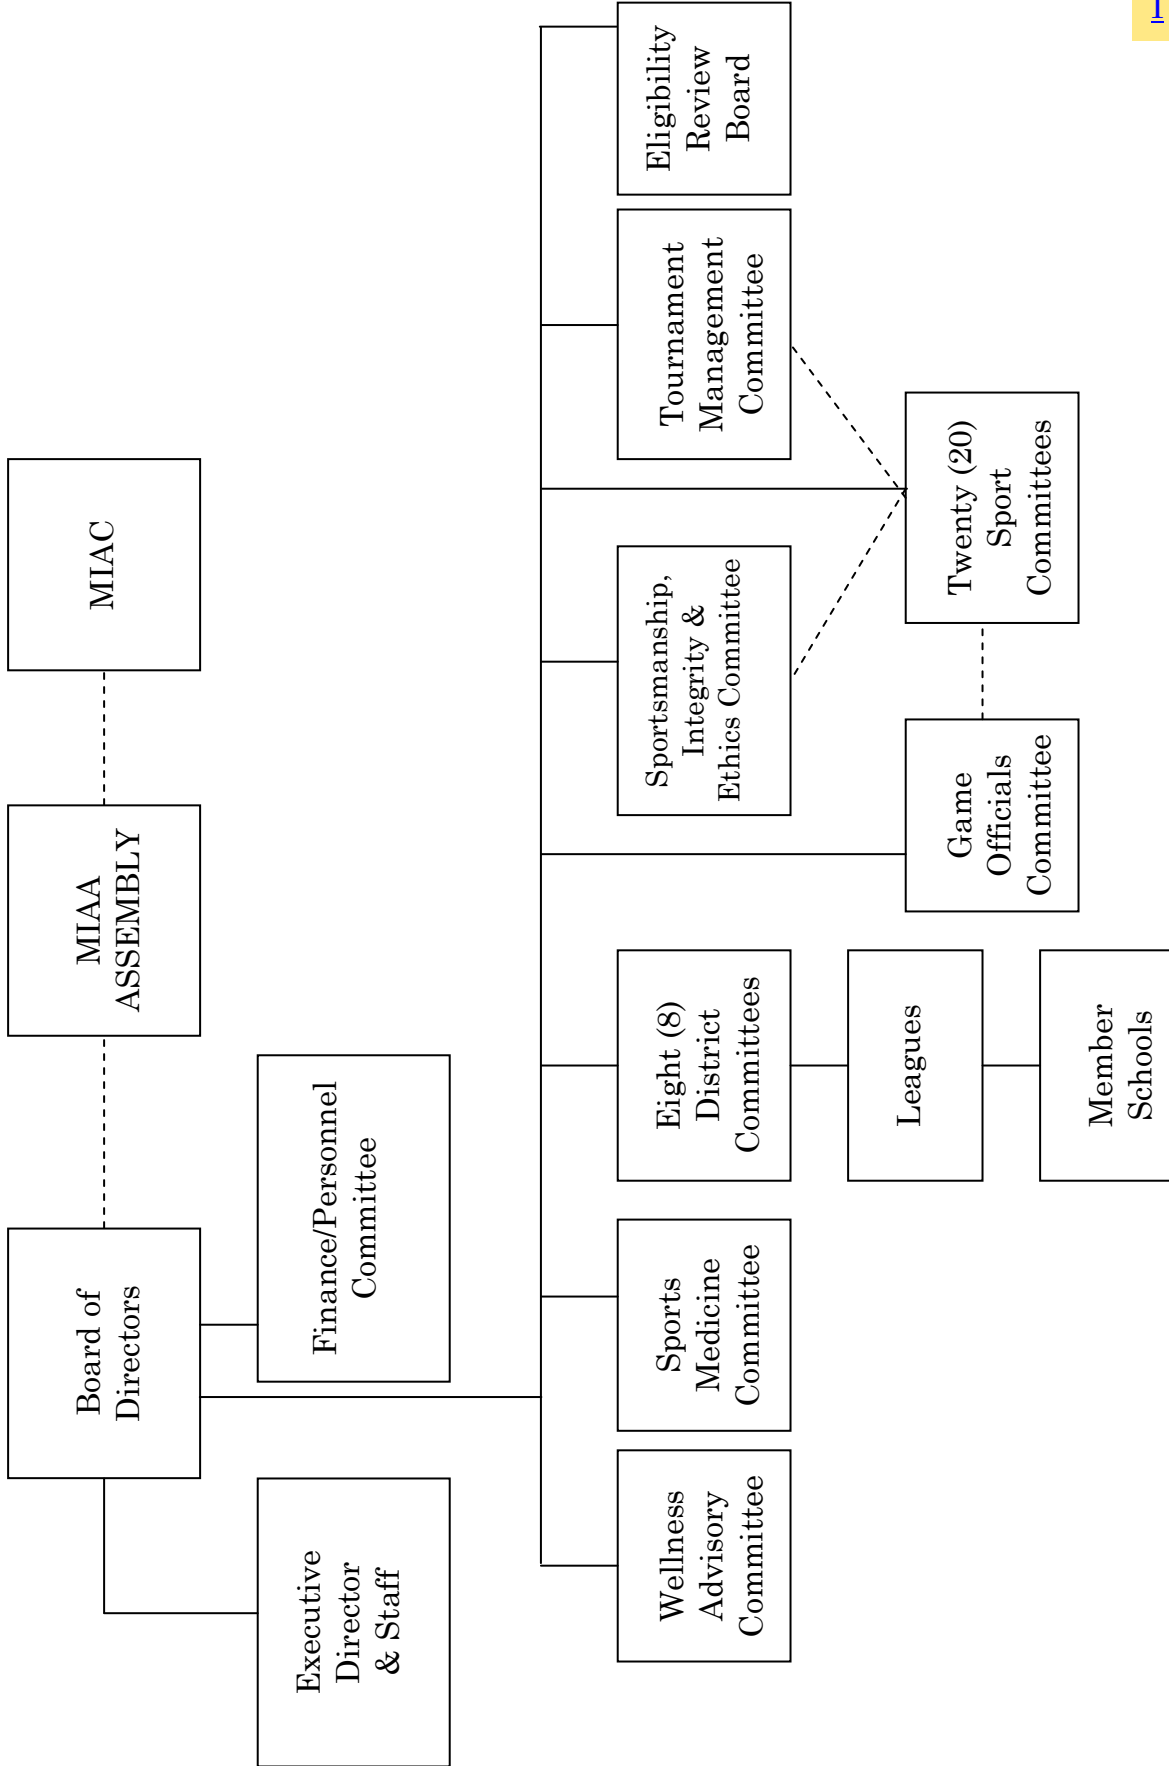 Board of
Directors
MIAA
ASSEMBLY
MIAC
Executive
Director
& Staff
Finance/Personnel
Committee
Wellness
Advisory
Committee
Sports
Medicine
Committee
Eight (8)
District
Committees
Sportsmanship,
Integrity &
Ethics Committee
Tournament
Management
Committee
Eligibility
Review
Board
Leagues
Game
Officials
Committee
Twenty (20)
Sport
Committees
Member
Schools